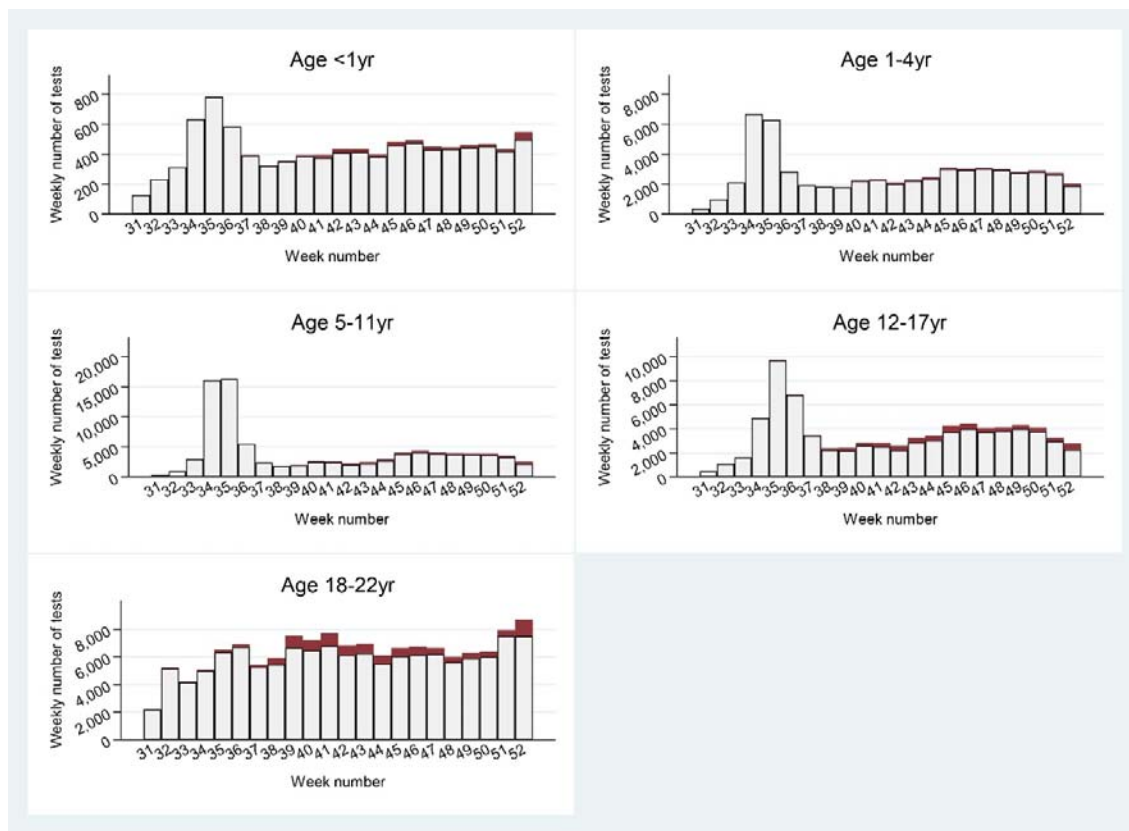 Age <1yr
Weekly number of tests
800
600
400
200
0
31 32 33 34 35 36 37 38 39 40 41 42 43 44 45 46 47 48 49 50 51 52
Week number
Age 1-4yr
Weekly number of tests
8,000
6,000
4,000
2,000
0
31 32 33 34 35 36 37 38 39 40 41 42 43 44 45 46 47 48 49 50 51 52
Week number
Age 5-11yr
Weekly number of tests
20,000
15,000
10,000
5,000
0
31 32 33 34 35 36 37 38 39 40 41 42 43 44 45 46 47 48 49 50 51 52
Week number
Age 12-17yr
Weekly number of tests
10,000
8,000
6,000
4,000
2,000
0
31 32 33 34 35 36 37 38 39 40 41 42 43 44 45 46 47 48 49 50 51 52
Week number
Age 18-22yr
Weekly number of tests
8,000
6,000
4,000
2,000
0
31 32 33 34 35 36 37 38 39 40 41 42 43 44 45 46 47 48 49 50 51 52
Week number